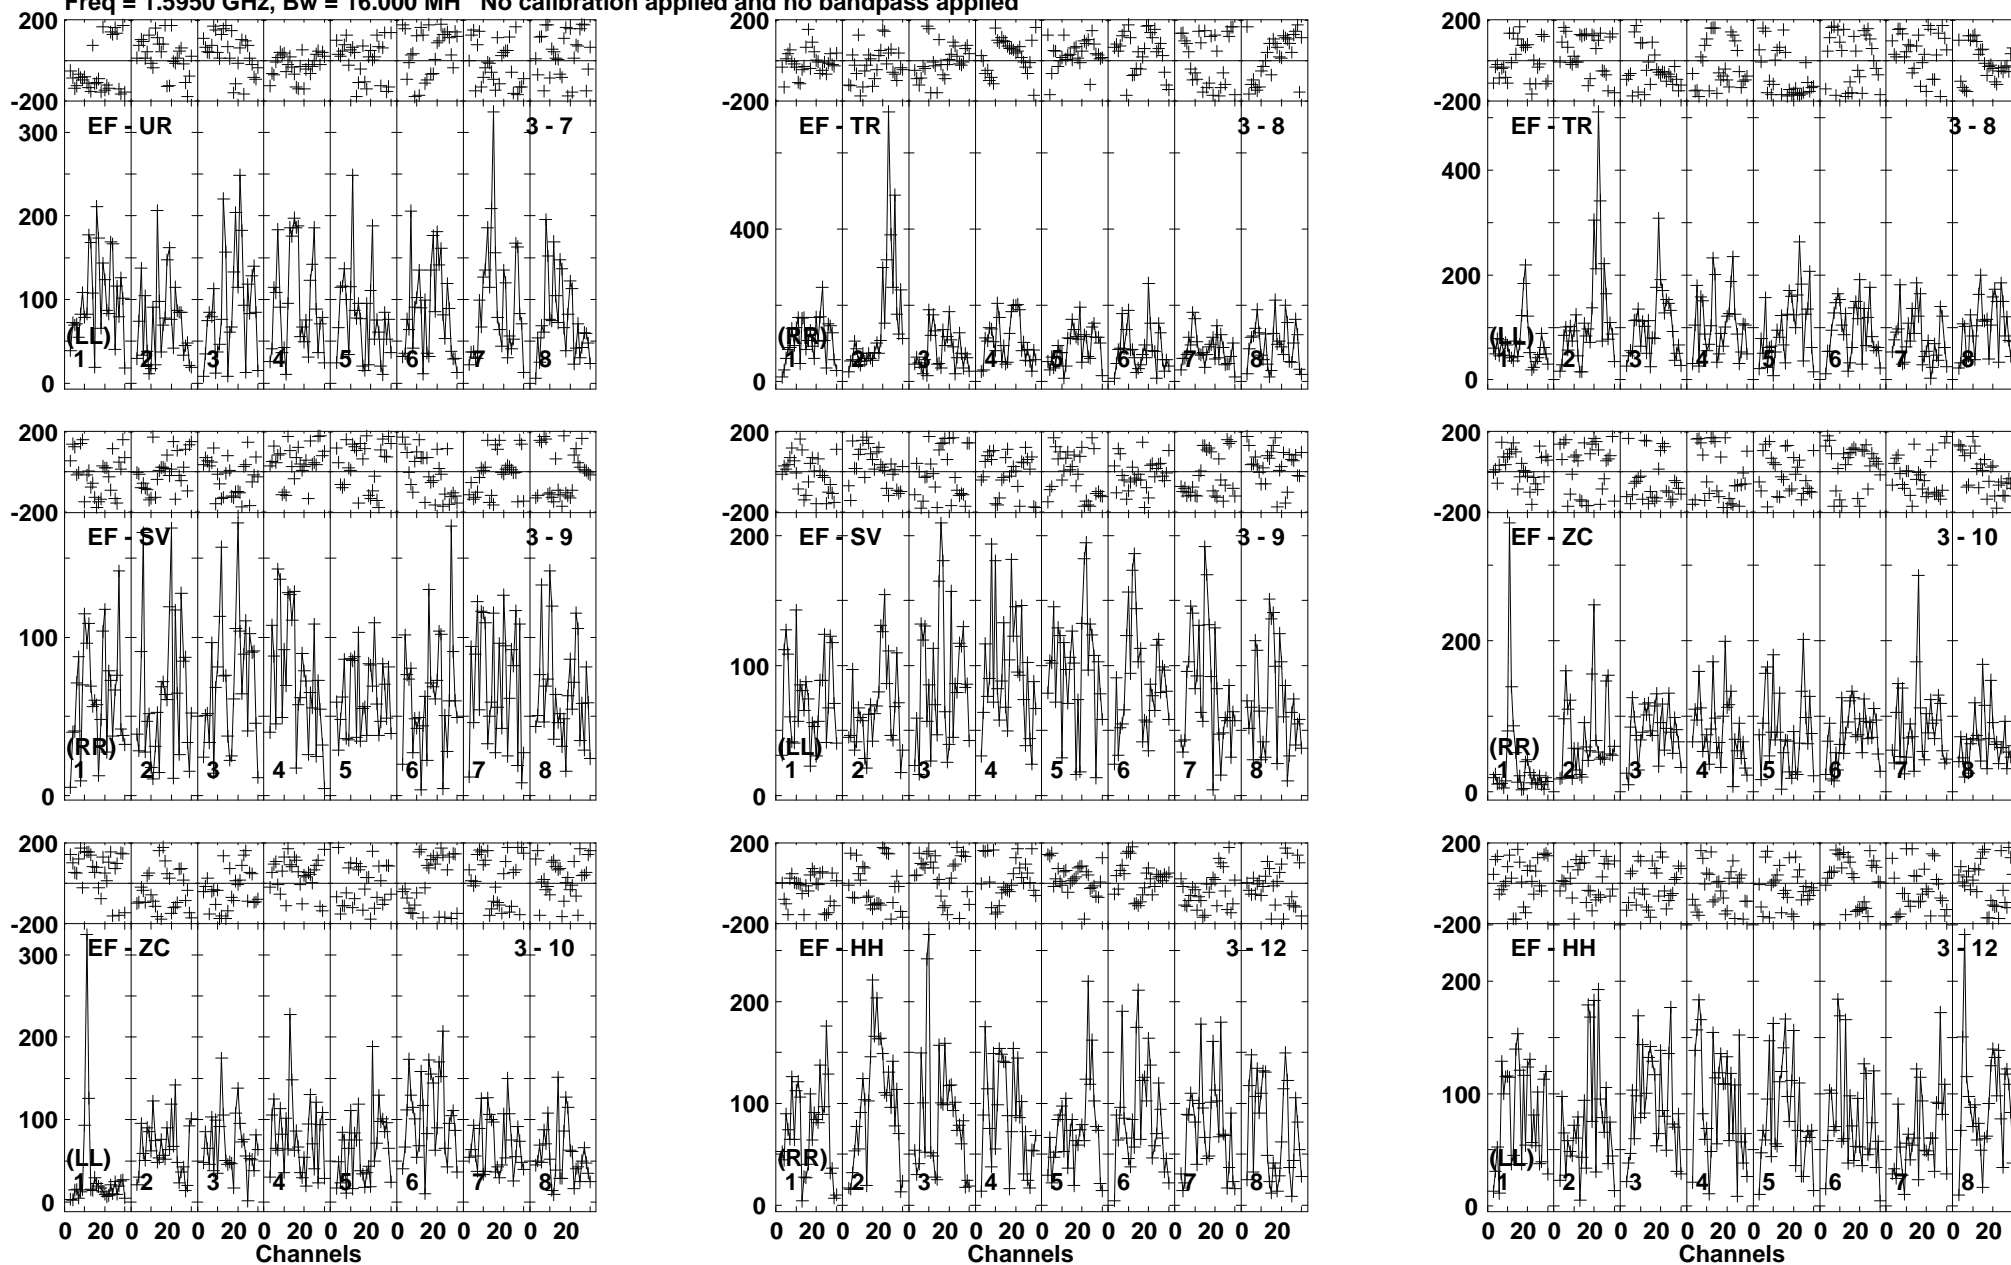 Freq = 1.5950 GHz, Bw = 16.000 MH No calibration applied and no bandpass applied
200 200 200
-200 -200 -200
EF - UR 3 - 7 EF - TR 3 - 8 EF - TR 3 - 8
300
400 400
200
200
100
(LL) (RR) (LL)
1 2 3 4 5 6 7 8 1 2 3 4 5 6 7 8 1 2 3 4 5 6 7 8
0 0 0
200 200 200
-200 -200 -200
EF - SV 3 - 9 EF - SV 3 - 9 EF - ZC 3 - 10
200
100 200
100
(RR) (LL) (RR)
1 2 3 4 5 6 7 8 1 2 3 4 5 6 7 8 1 2 3 4 5 6 7 8
0 0 0
200 200 200
-200 -200 -200
EF - ZC 3 - 10 EF - HH 3 - 12 EF - HH 3 - 12
300
200 200
200
100 100 100
(LL) (RR) (LL)
1 2 3 4 5 6 7 8 1 2 3 4 5 6 7 8 1 2 3 4 5 6 7 8
0 0 0
0 20 0 20 0 20 0 20 0 20 0 20 0 20 0 20 0 20 0 20 0 20 0 20 0 20 0 20 0 20 0 20 0 20 0 20 0 20 0 20 0 20 0 20 0 20 0 20
Channels Channels Channels